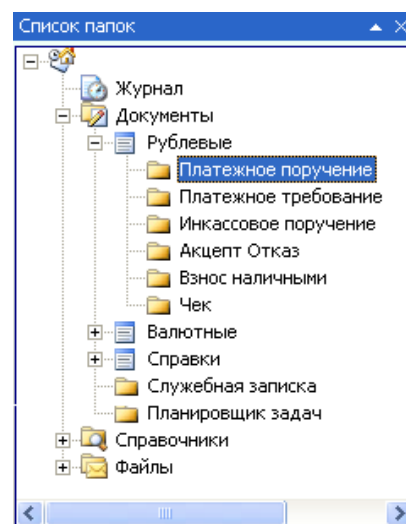 Список папок
Журнал
Документы
Рублевые
Платежное поручение
Платежное требование
Инкассовое поручение
Акцепт Отказ
Взнос наличными
Чек
Валютные
Справки
Служебная записка
Планировщик задач
Справочники
Файлы